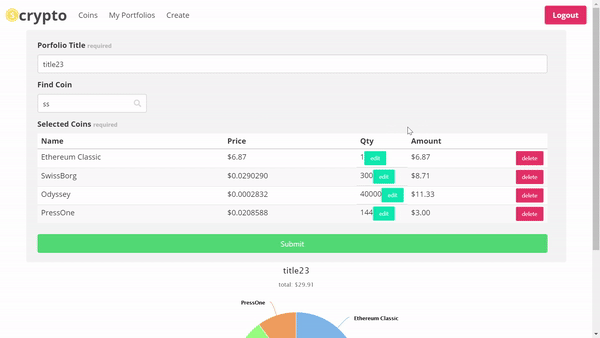 $crypto Coins My Portfolios Create Logout
Porfolio Title required
title23
Find Coin
ss
Selected Coins required
Name Price Qty Amount
Ethereum Classic $6.87 1 edit $6.87 delete
SwissBorg $0.0290290 300 edit $8.71 delete
Odyssey $0.0002832 40000 edit $11.33 delete
PressOne $0.0208588 144 edit $3.00 delete
Submit
title23
total: $29.91
PressOne
Ethereum Classic